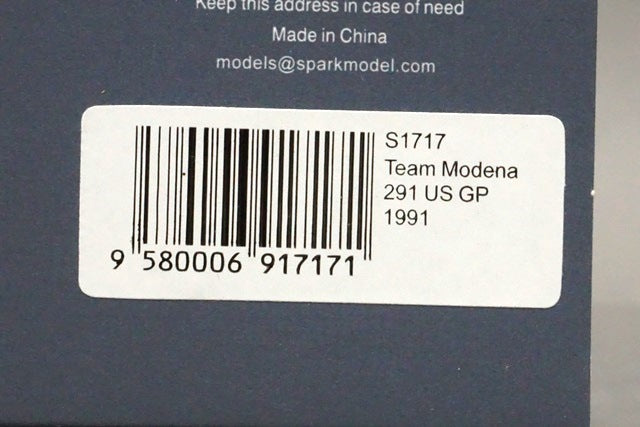 Keep this address in case of need
Made in China
models@sparkmodel.com
S1717
Team Modena
291 US GP
1991
9 580006 917171